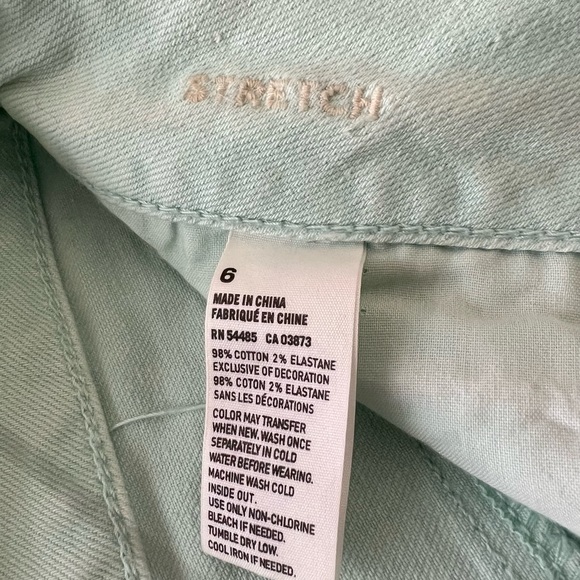 STRETCH
6
MADE IN CHINA
FABRIQUÉ EN CHINE
RN 54485 CA 03873
98% COTTON 2% ELASTANE
EXCLUSIVE OF DECORATION
98% COTTON 2% ELASTANE
SANS LES DÉCORATIONS
COLOR MAY TRANSFER
WHEN NEW. WASH ONCE
SEPARATELY IN COLD
WATER BEFORE WEARING.
MACHINE WASH COLD
INSIDE OUT.
USE ONLY NON-CHLORINE
BLEACH IF NEEDED.
TUMBLE DRY LOW.
COOL IRON IF NEEDED.